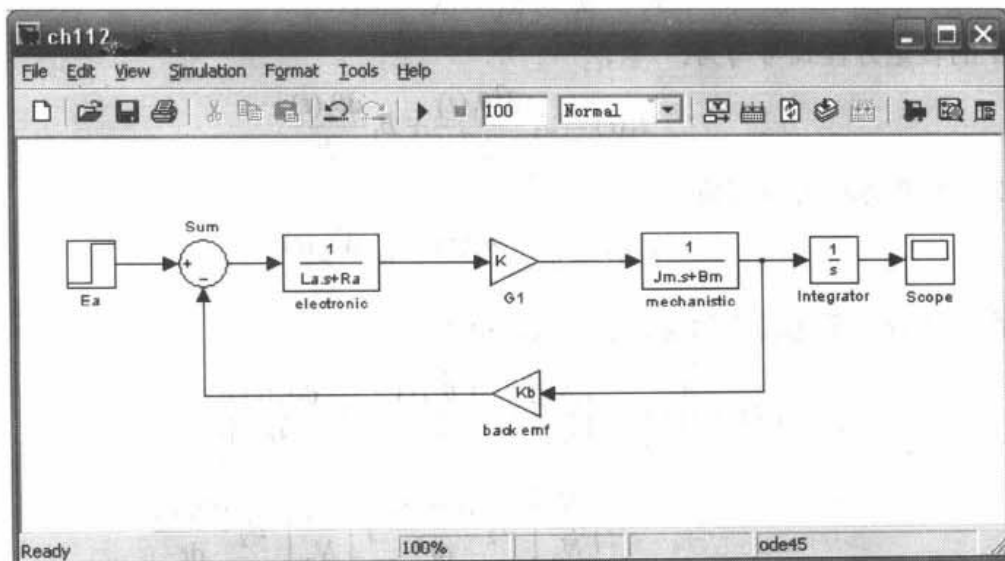 ch112
File Edit View Simulation Format Tools Help
100 Normal
Sum
+
−
Ea
1
La.s+Ra
electronic
K
G1
1
Jm.s+Bm
mechanistic
1
s
Integrator
Scope
Kb
back emf
Ready 100% ode45